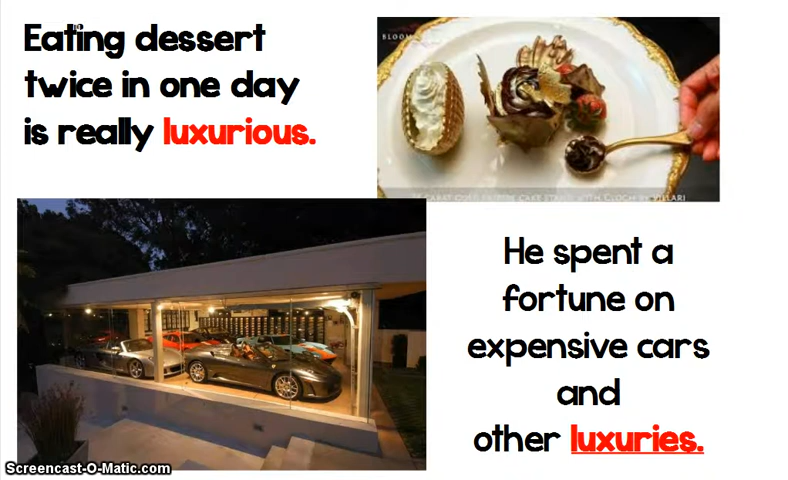 Eating dessert
twice in one day
is really luxurious.
BLOOM
He spent a
fortune on
expensive cars
and
other luxuries.
Screencast-O-Matic.com